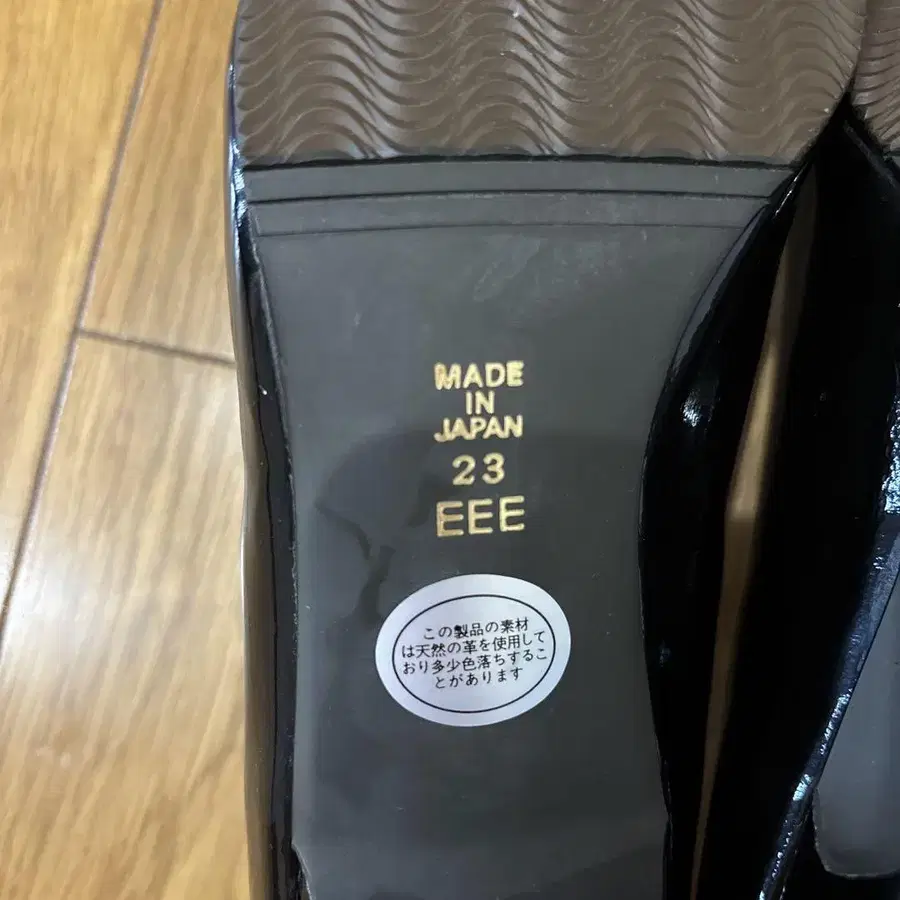 MADE
IN
JAPAN
23
EEE
この製品の素材
は天然の革を使用して
おり多少色落ちするこ
とがあります